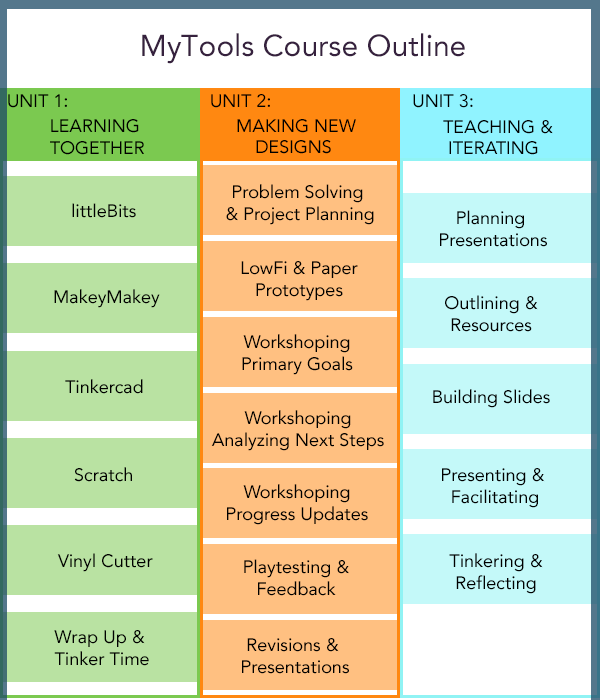 MyTools Course Outline
UNIT 1:
LEARNING
TOGETHER
littleBits
MakeyMakey
Tinkercad
Scratch
Vinyl Cutter
Wrap Up &
Tinker Time
UNIT 2:
MAKING NEW
DESIGNS
Problem Solving
& Project Planning
LowFi & Paper
Prototypes
Workshoping
Primary Goals
Workshoping
Analyzing Next Steps
Workshoping
Progress Updates
Playtesting &
Feedback
Revisions &
Presentations
UNIT 3:
TEACHING &
ITERATING
Planning
Presentations
Outlining &
Resources
Building Slides
Presenting &
Facilitating
Tinkering &
Reflecting